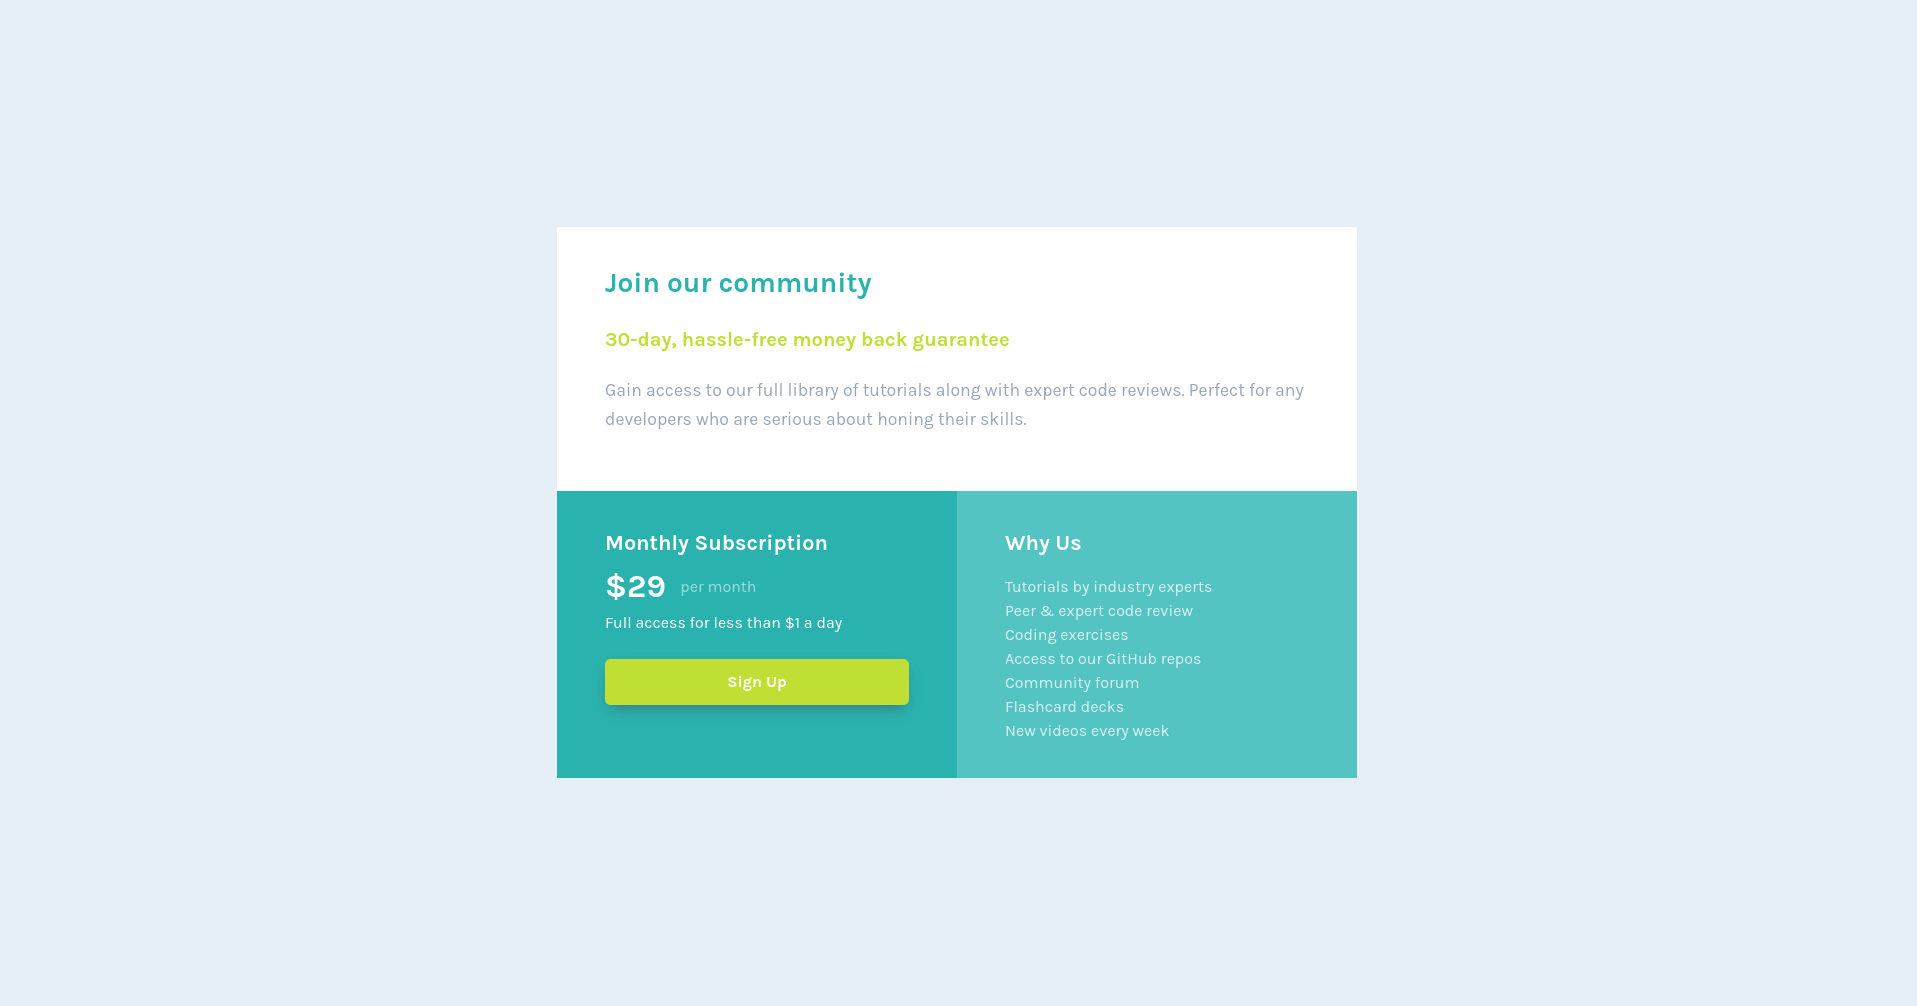 Join our community
30-day, hassle-free money back guarantee
Gain access to our full library of tutorials along with expert code reviews. Perfect for any
developers who are serious about honing their skills.
Monthly Subscription
$29 per month
Full access for less than $1 a day
Sign Up
Why Us
Tutorials by industry experts
Peer & expert code review
Coding exercises
Access to our GitHub repos
Community forum
Flashcard decks
New videos every week